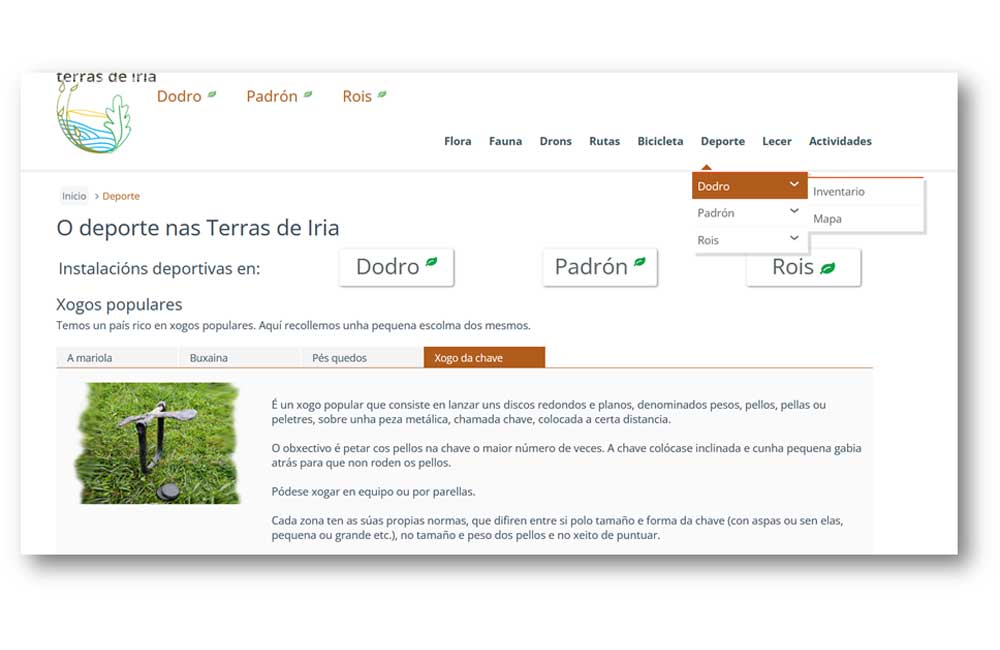 terras de Iria
Dodro
Padrón
Rois
Flora
Fauna
Drons
Rutas
Bicicleta
Deporte
Lecer
Actividades
Dodro
Inventario
Padrón
Mapa
Rois
Inicio > Deporte
O deporte nas Terras de Iria
Instalacións deportivas en:
Dodro
Padrón
Rois
Xogos populares
Temos un país rico en xogos populares. Aquí recollemos unha pequena escolma dos mesmos.
A mariola
Buxaina
Pés quedos
Xogo da chave
É un xogo popular que consiste en lanzar uns discos redondos e planos, denominados pesos, pellos, pellas ou
peletres, sobre unha peza metálica, chamada chave, colocada a certa distancia.
O obxectivo é petar cos pellos na chave o maior número de veces. A chave colócase inclinada e cunha pequena gabia
atrás para que non roden os pellos.
Pódese xogar en equipo ou por parellas.
Cada zona ten as súas propias normas, que difiren entre si polo tamaño e forma da chave (con aspas ou sen elas,
pequena ou grande etc.), no tamaño e peso dos pellos e no xeito de puntuar.